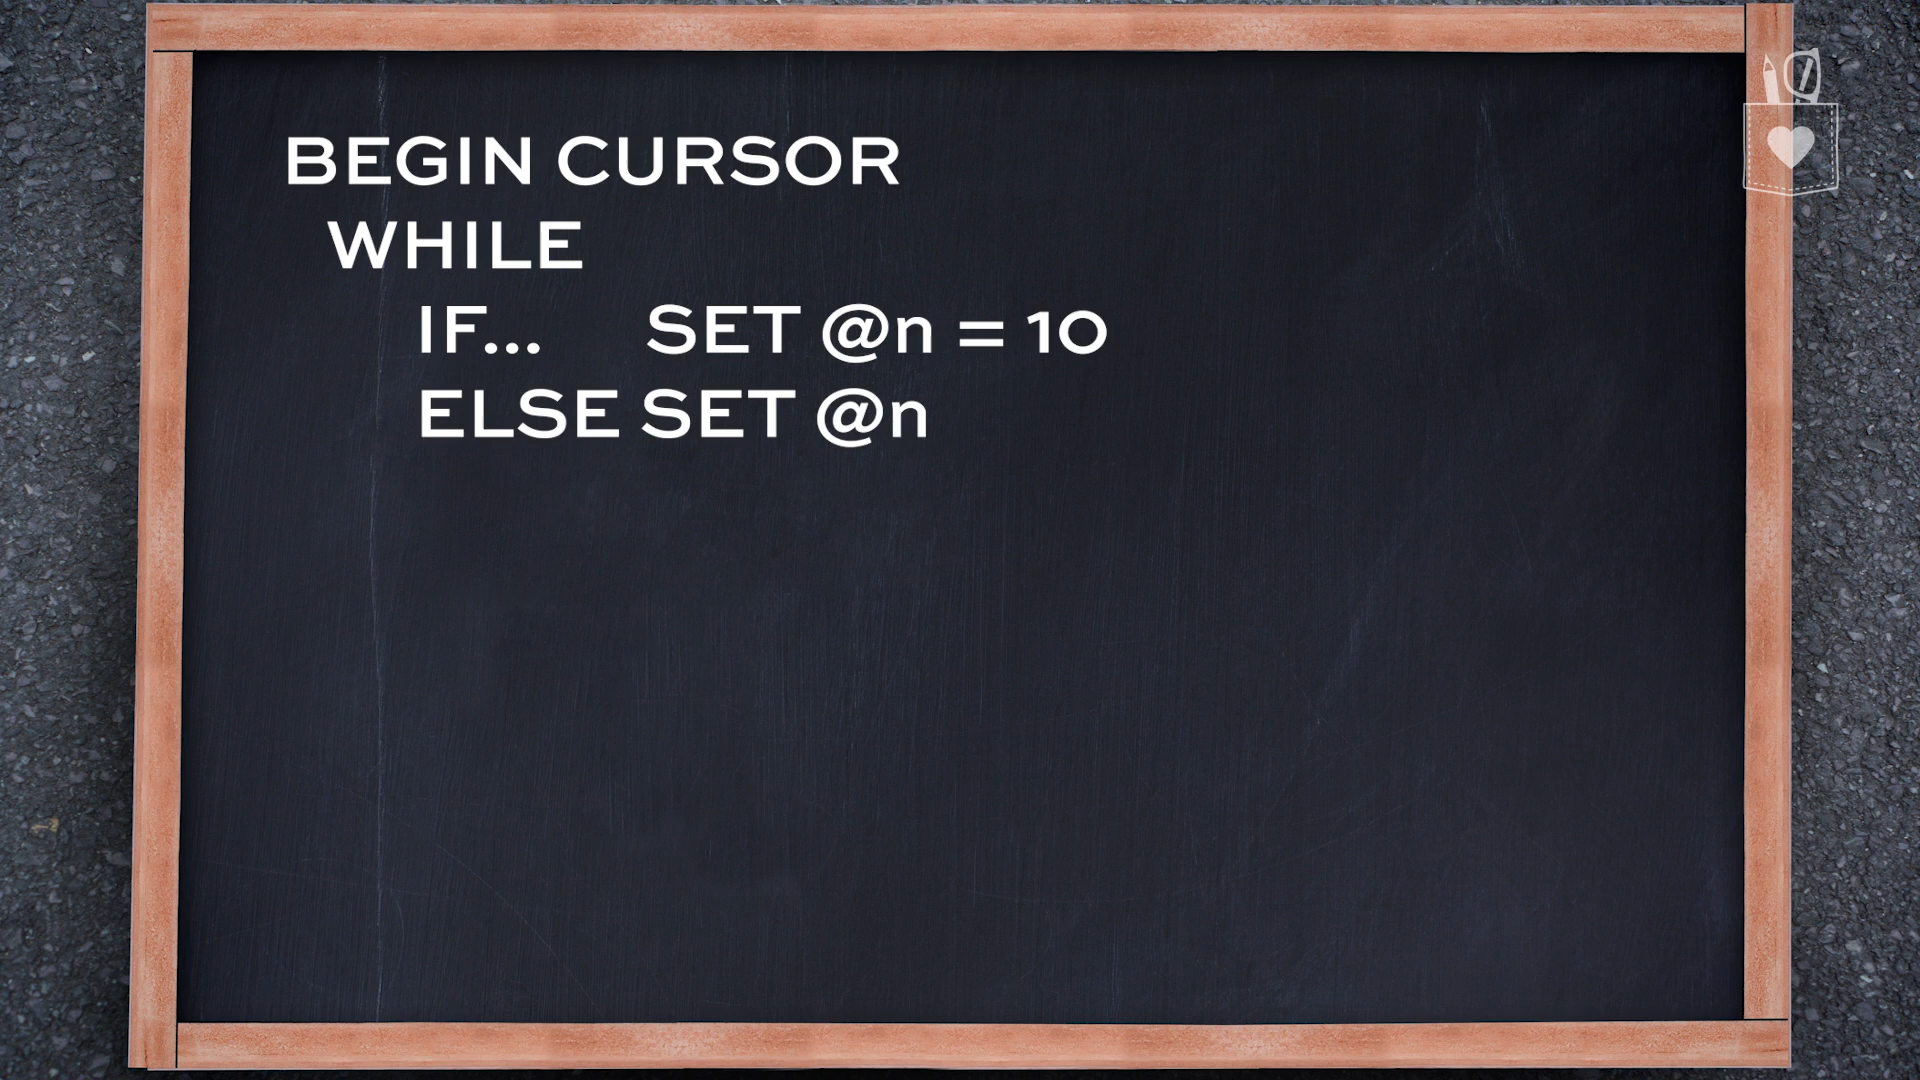 BEGIN CURSOR
WHILE
IF... SET @n = 10
ELSE SET @n